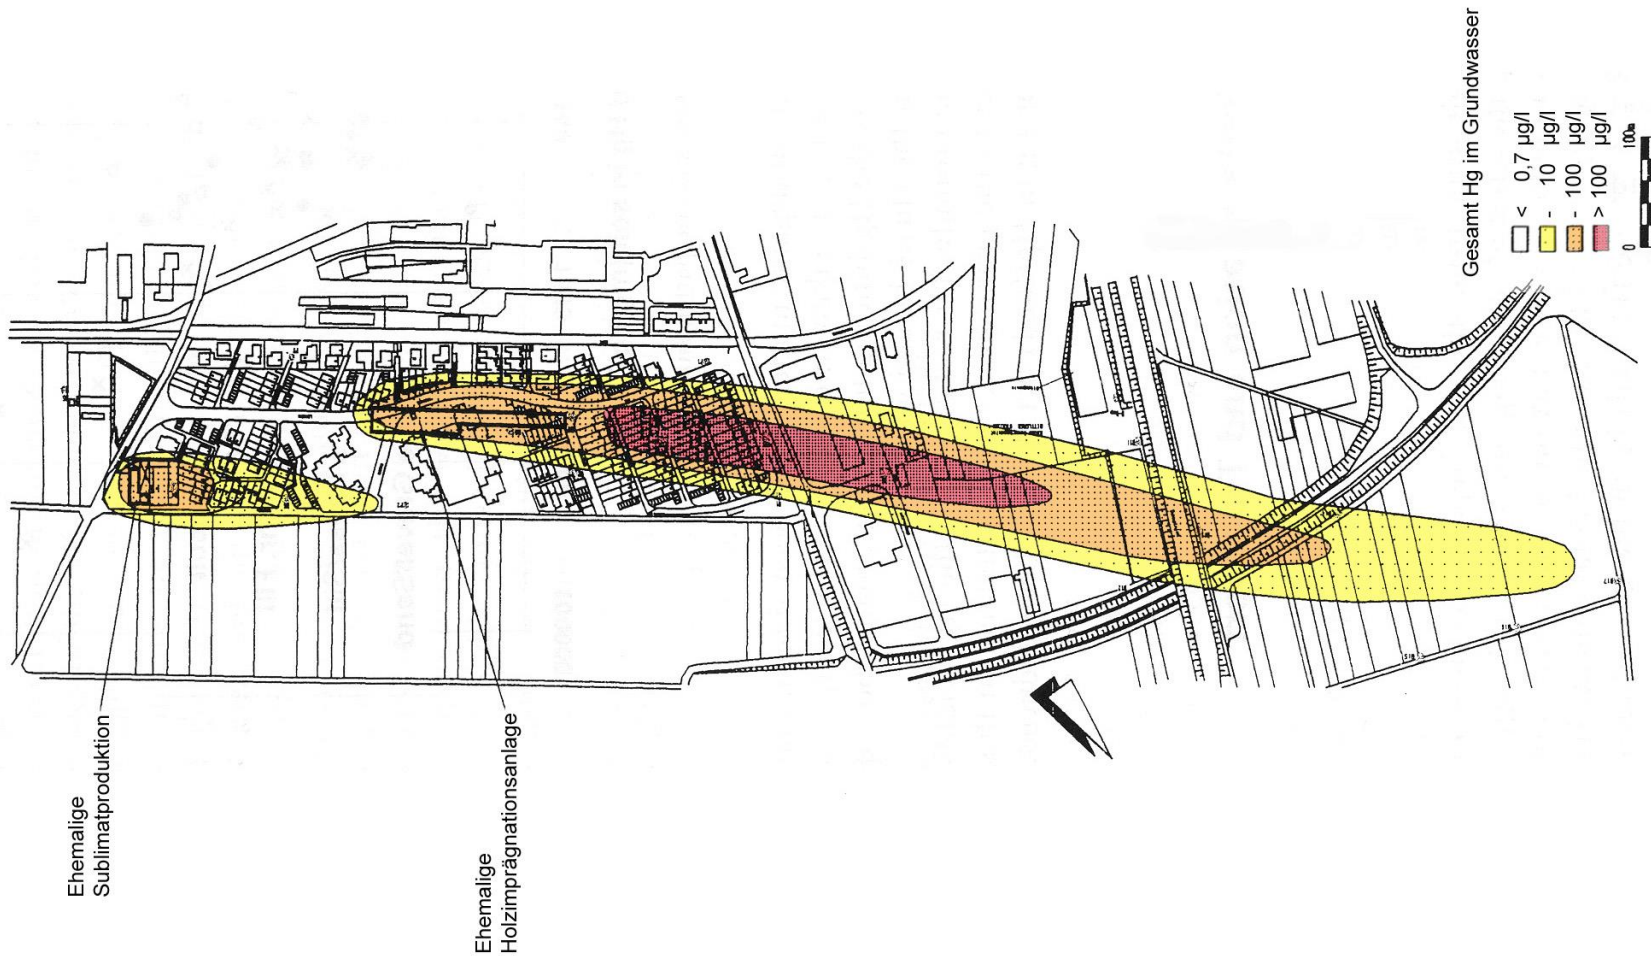 Ehemalige
Sublimatproduktion
Ehemalige
Holzimprägnationsanlage
Gesamt Hg im Grundwasser
< 0,7 µg/l
- 10 µg/l
- 100 µg/l
> 100 µg/l
0 100m